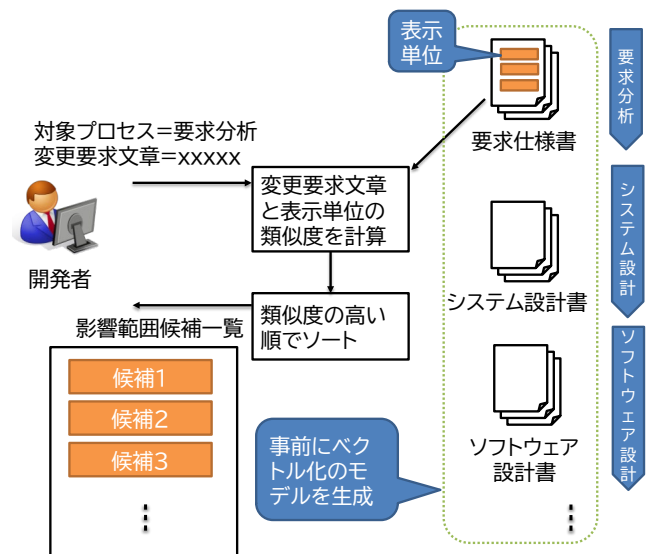 表示
単位
要求分析
要求仕様書
対象プロセス=要求分析
変更要求文章=xxxxx
変更要求文章
と表示単位の
類似度を計算
開発者
システム設計
システム設計書
影響範囲候補一覧
類似度の高い
順でソート
候補1
候補2
候補3
⋮
ソフトウェア設計
ソフトウェア
設計書
事前にベク
トル化のモ
デルを生成
⋮